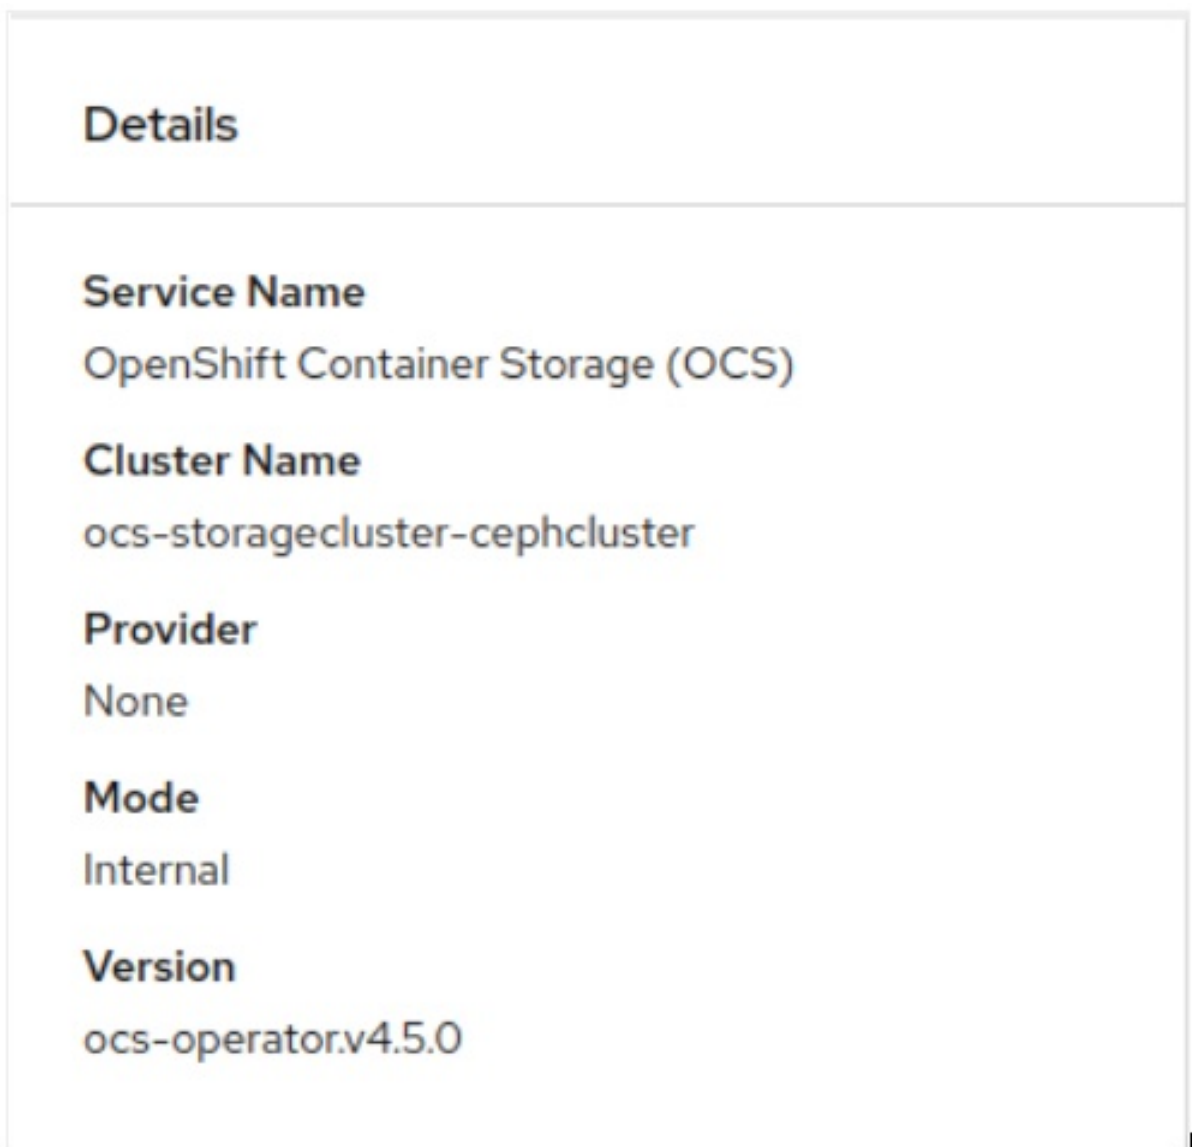 Details
Service Name
OpenShift Container Storage (OCS)
Cluster Name
ocs-storagecluster-cephcluster
Provider
None
Mode
Internal
Version
ocs-operator.v4.5.0